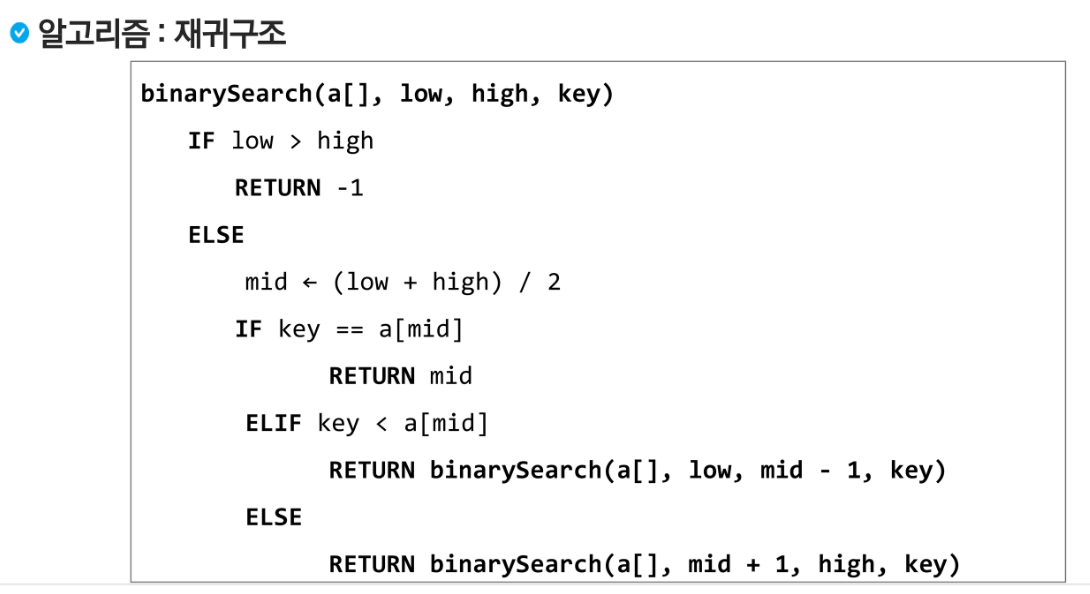 알고리즘 : 재귀구조
binarySearch(a[], low, high, key)
IF low > high
RETURN -1
ELSE
mid ← (low + high) / 2
IF key == a[mid]
RETURN mid
ELIF key < a[mid]
RETURN binarySearch(a[], low, mid - 1, key)
ELSE
RETURN binarySearch(a[], mid + 1, high, key)